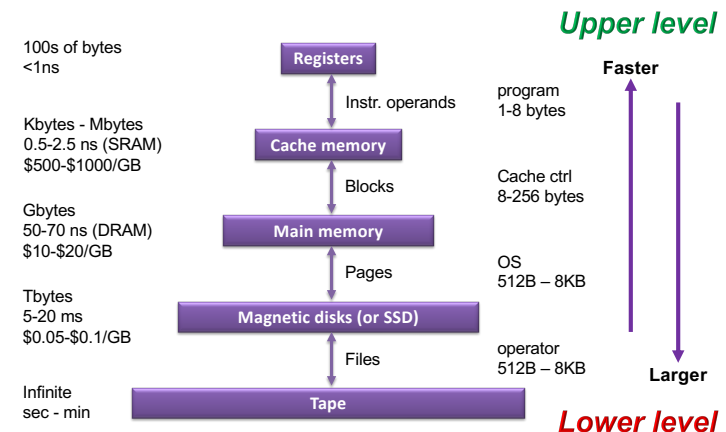 Upper level
100s of bytes
<1ns
Registers
Faster
Instr. operands
program
1-8 bytes
Kbytes - Mbytes
0.5-2.5 ns (SRAM)
$500-$1000/GB
Cache memory
Blocks
Cache ctrl
8-256 bytes
Gbytes
50-70 ns (DRAM)
$10-$20/GB
Main memory
Pages
OS
512B – 8KB
Tbytes
5-20 ms
$0.05-$0.1/GB
Magnetic disks (or SSD)
Files
operator
512B – 8KB
Larger
Infinite
sec - min
Tape
Lower level